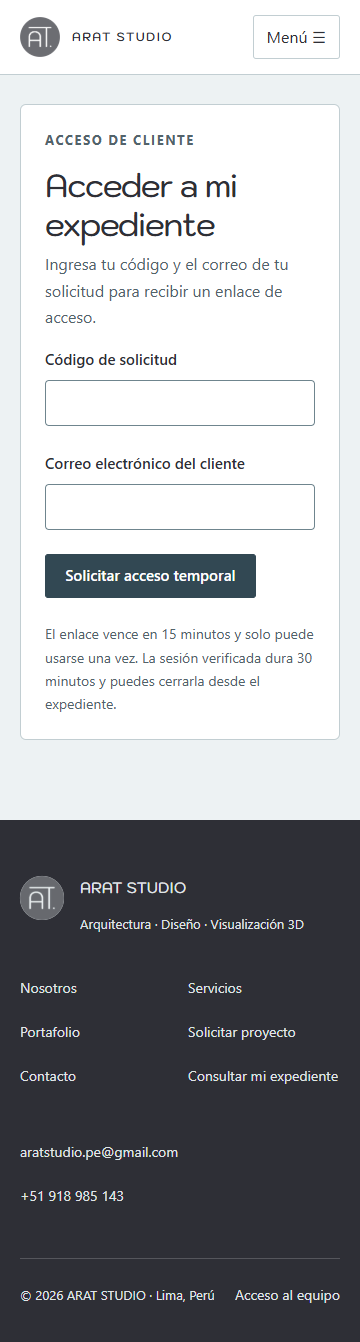 AT. ARAT STUDIO Menú ☰
ACCESO DE CLIENTE
Acceder a mi
expediente
Ingresa tu código y el correo de tu
solicitud para recibir un enlace de
acceso.
Código de solicitud
Correo electrónico del cliente
Solicitar acceso temporal
El enlace vence en 15 minutos y solo puede
usarse una vez. La sesión verificada dura 30
minutos y puedes cerrarla desde el
expediente.
AT. ARAT STUDIO
Arquitectura · Diseño · Visualización 3D
Nosotros Servicios
Portafolio Solicitar proyecto
Contacto Consultar mi expediente
aratstudio.pe@gmail.com
+51 918 985 143
© 2026 ARAT STUDIO · Lima, Perú Acceso al equipo